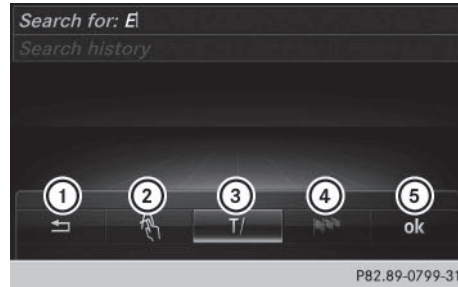 Search for: E
Search history
1 2 3 4 5
T/ ok
P82.89-0799-31